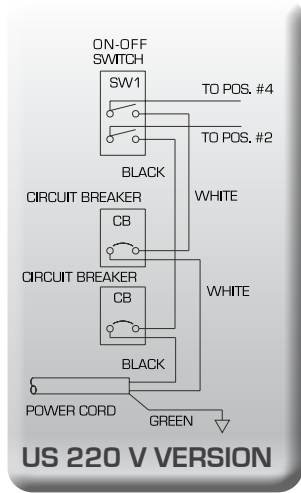 ON-OFF
SWITCH
SW1
TO POS. #4
TO POS. #2
BLACK
WHITE
CIRCUIT BREAKER
CB
CIRCUIT BREAKER
CB
WHITE
BLACK
POWER CORD
GREEN
US 220 V VERSION